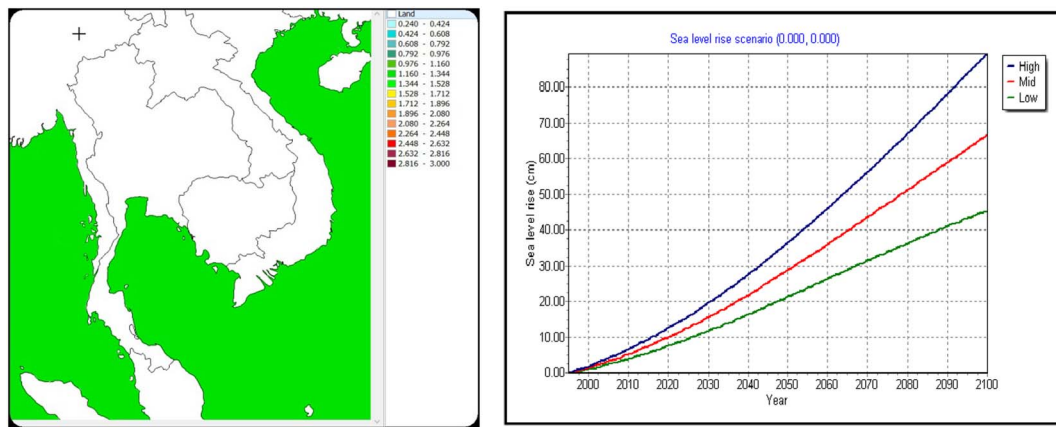 Land
0.240 - 0.424
0.424 - 0.608
0.608 - 0.792
0.792 - 0.976
0.976 - 1.160
1.160 - 1.344
1.344 - 1.528
1.528 - 1.712
1.712 - 1.896
1.896 - 2.080
2.080 - 2.264
2.264 - 2.448
2.448 - 2.632
2.632 - 2.816
2.816 - 3.000
Sea level rise scenario (0.000, 0.000)
High
Mid
Low
Sea level rise (cm)
80.00
70.00
60.00
50.00
40.00
30.00
20.00
10.00
0.00
2000 2010 2020 2030 2040 2050 2060 2070 2080 2090 2100
Year